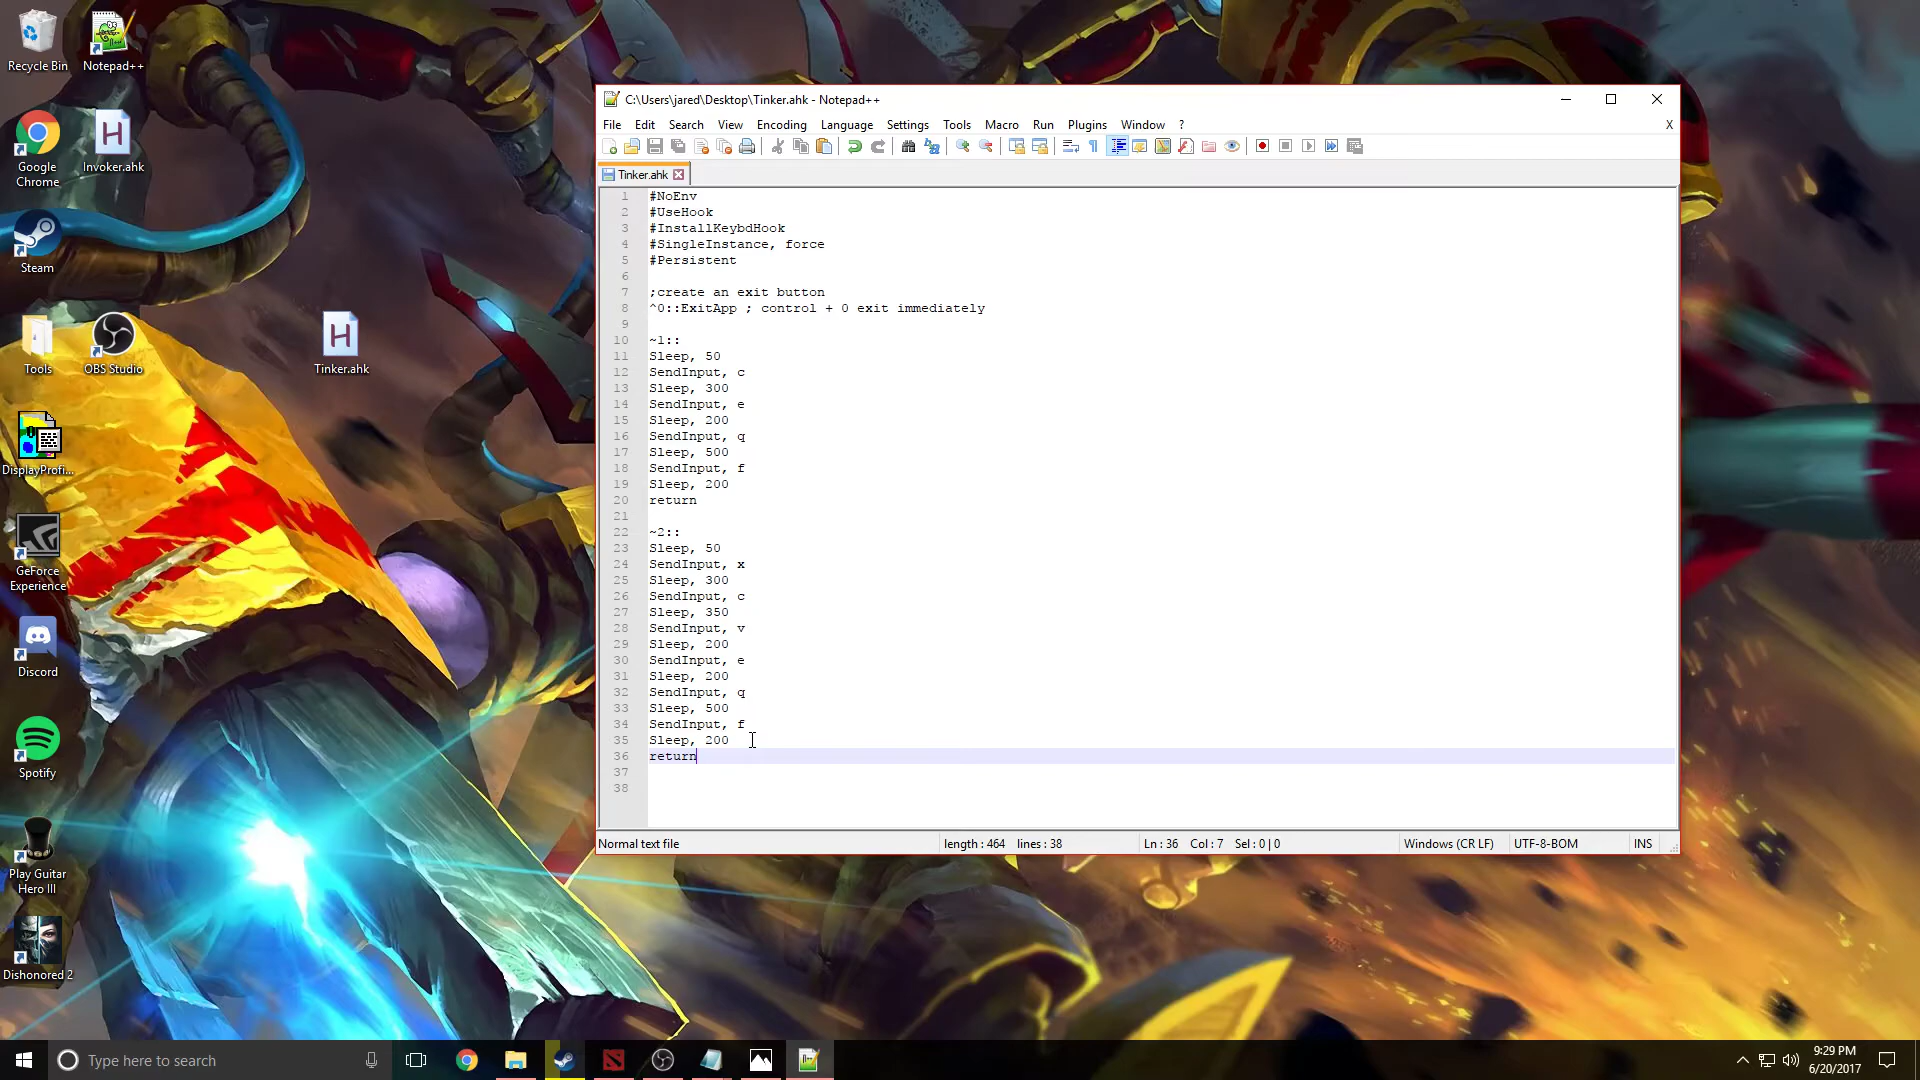 Recycle Bin
Notepad++
Google Chrome
Invoker.ahk
Steam
Tools
OBS Studio
Tinker.ahk
DisplayProfi...
GeForce Experience
Discord
Spotify
Play Guitar Hero III
Dishonored 2
C:\Users\jared\Desktop\Tinker.ahk - Notepad++
File Edit Search View Encoding Language Settings Tools Macro Run Plugins Window ? X
Tinker.ahk
1 #NoEnv
2 #UseHook
3 #InstallKeybdHook
4 #SingleInstance, force
5 #Persistent
6
7 ;create an exit button
8 ^0::ExitApp ; control + 0 exit immediately
9
10 ~1::
11 Sleep, 50
12 SendInput, c
13 Sleep, 300
14 SendInput, e
15 Sleep, 200
16 SendInput, q
17 Sleep, 500
18 SendInput, f
19 Sleep, 200
20 return
21
22 ~2::
23 Sleep, 50
24 SendInput, x
25 Sleep, 300
26 SendInput, c
27 Sleep, 350
28 SendInput, v
29 Sleep, 200
30 SendInput, e
31 Sleep, 200
32 SendInput, q
33 Sleep, 500
34 SendInput, f
35 Sleep, 200
36 return
37
38
Normal text file length : 464 lines : 38 Ln : 36 Col : 7 Sel : 0 | 0 Windows (CR LF) UTF-8-BOM INS
Type here to search
9:29 PM
6/20/2017